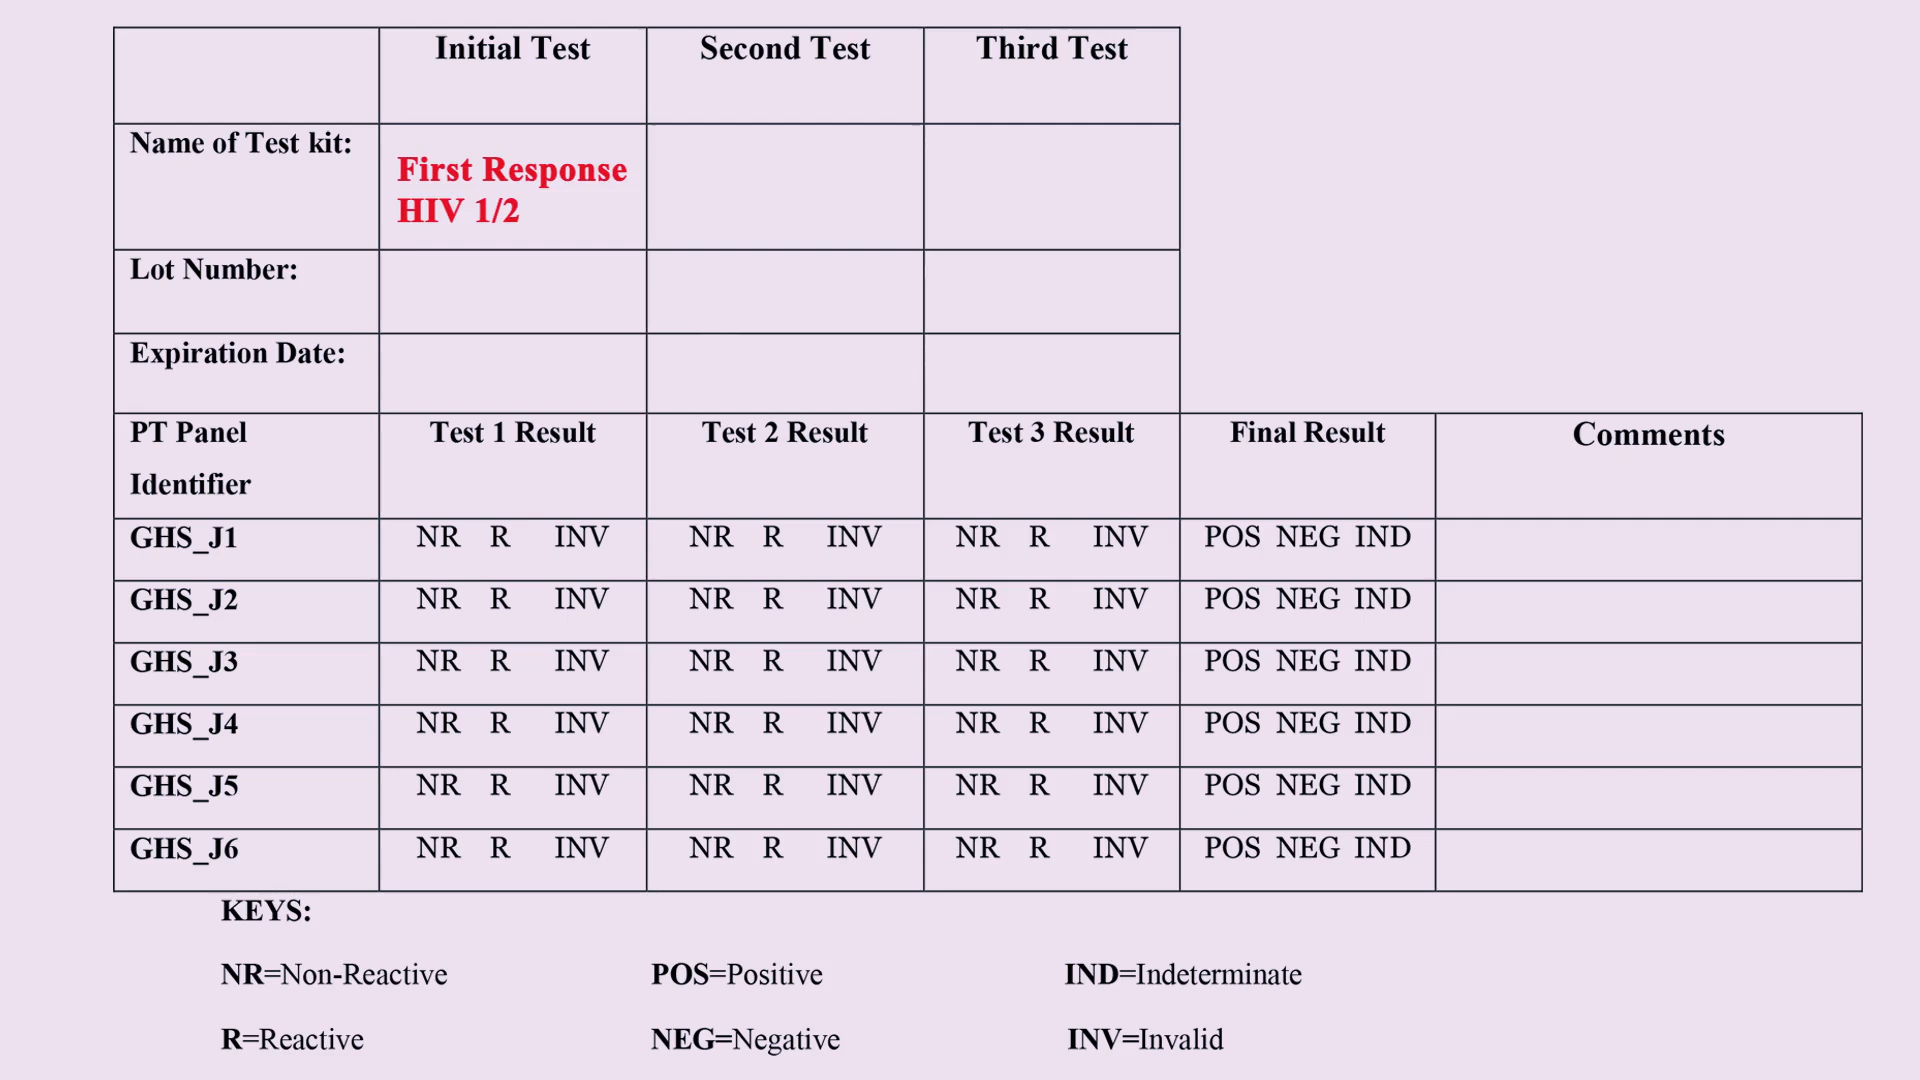 Initial Test Second Test Third Test
Name of Test kit:
First Response
HIV 1/2
Lot Number:
Expiration Date:
PT Panel Test 1 Result Test 2 Result Test 3 Result Final Result Comments
Identifier
GHS_J1 NR R INV NR R INV NR R INV POS NEG IND
GHS_J2 NR R INV NR R INV NR R INV POS NEG IND
GHS_J3 NR R INV NR R INV NR R INV POS NEG IND
GHS_J4 NR R INV NR R INV NR R INV POS NEG IND
GHS_J5 NR R INV NR R INV NR R INV POS NEG IND
GHS_J6 NR R INV NR R INV NR R INV POS NEG IND
KEYS:
NR=Non-Reactive POS=Positive IND=Indeterminate
R=Reactive NEG=Negative INV=Invalid